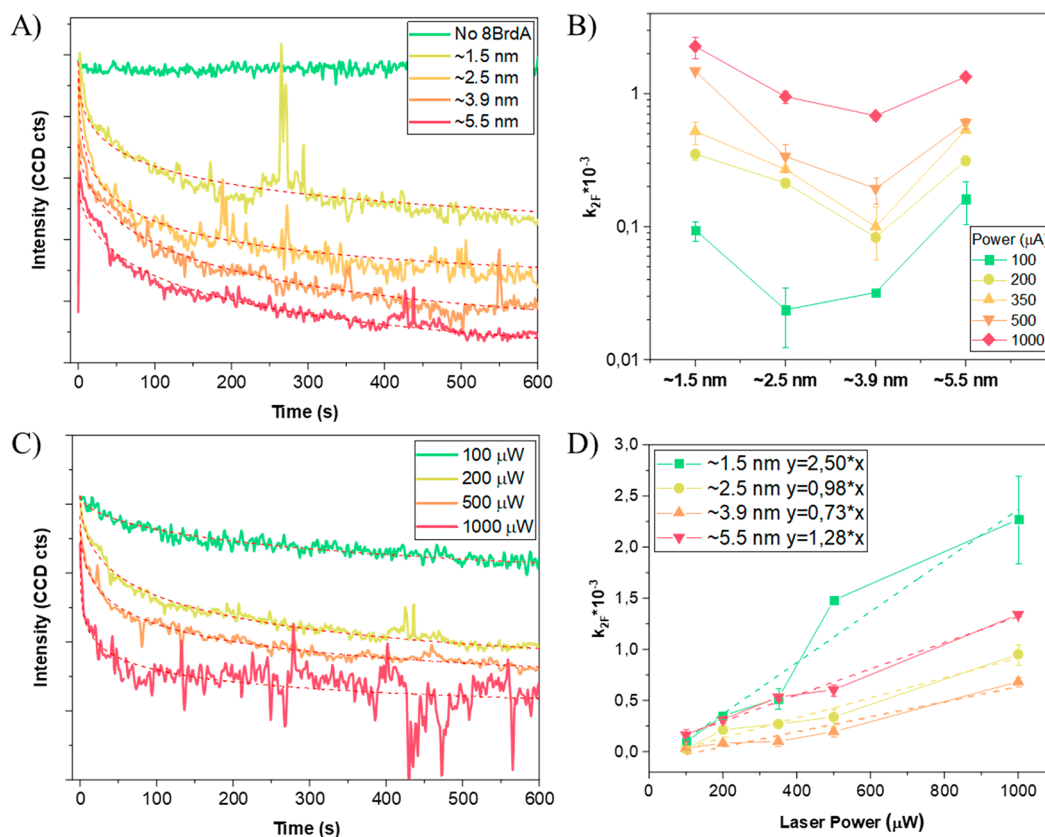 A)
No 8BrdA
~1.5 nm
~2.5 nm
~3.9 nm
~5.5 nm
Intensity (CCD cts)
0 100 200 300 400 500 600
Time (s)
B)
k2F*10-3
1
0,1
0,01
Power (μA)
100
200
350
500
1000
~1.5 nm ~2.5 nm ~3.9 nm ~5.5 nm
C)
100 μW
200 μW
500 μW
1000 μW
Intensity (CCD cts)
0 100 200 300 400 500 600
Time (s)
D)
~1.5 nm y=2,50*x
~2.5 nm y=0,98*x
~3.9 nm y=0,73*x
~5.5 nm y=1,28*x
k2F*10-3
3,0
2,5
2,0
1,5
1,0
0,5
0,0
0 200 400 600 800 1000
Laser Power (μW)